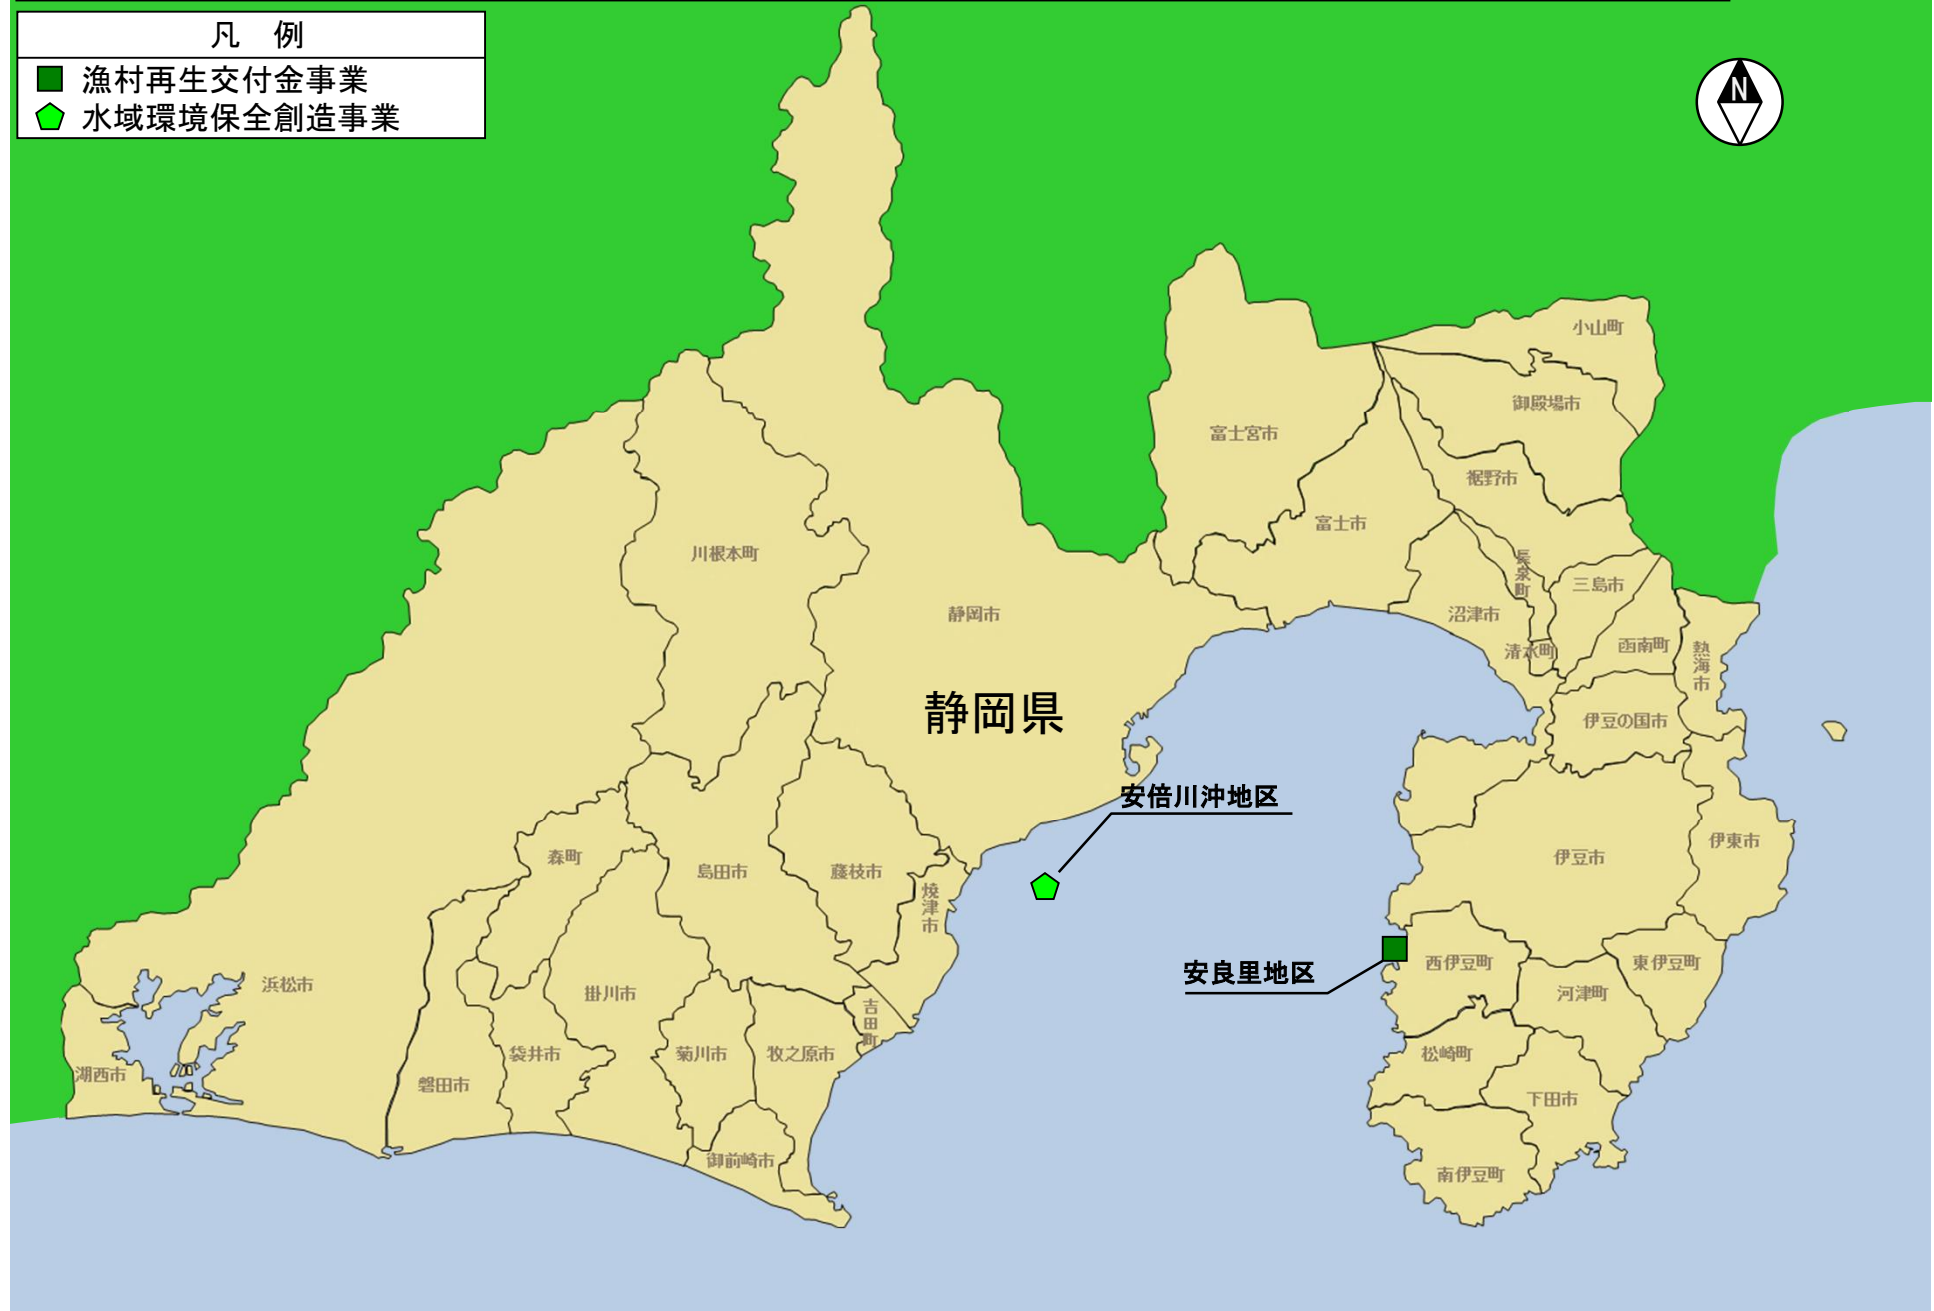 凡 例
漁村再生交付金事業
水域環境保全創造事業
N
小山町
御殿場市
富士宮市
裾野市
富士市
川根本町
長泉町
三島市
静岡市
沼津市
函南町
清水町
熱海市
静岡県
伊豆の国市
安倍川沖地区
伊東市
森町
島田市
藤枝市
伊豆市
焼津市
安良里地区
西伊豆町
東伊豆町
浜松市
掛川市
河津町
吉田町
袋井市
菊川市
牧之原市
松崎町
湖西市
磐田市
下田市
御前崎市
南伊豆町